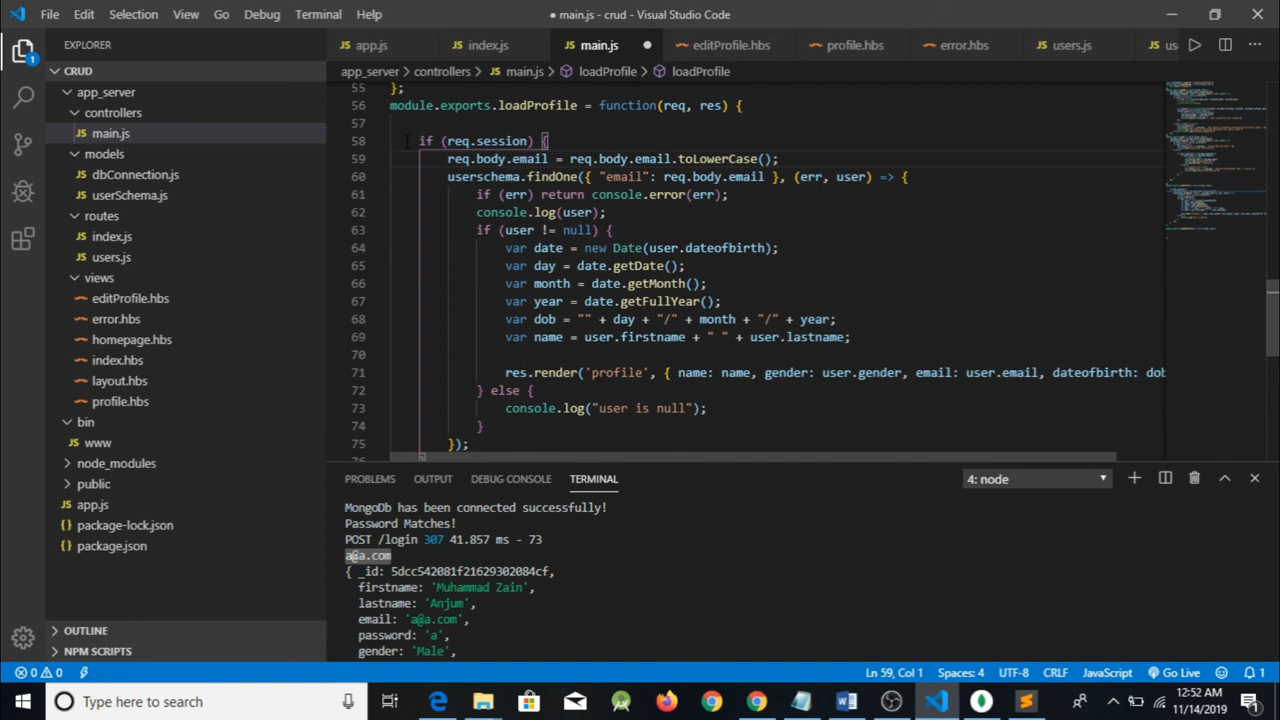 File Edit Selection View Go Debug Terminal Help ● main.js - crud - Visual Studio Code
EXPLORER
CRUD
app_server
controllers
main.js
models
dbConnection.js
userSchema.js
routes
index.js
users.js
views
editProfile.hbs
error.hbs
homepage.hbs
index.hbs
layout.hbs
profile.hbs
bin
www
node_modules
public
app.js
package-lock.json
package.json
OUTLINE
NPM SCRIPTS
JS app.js JS index.js JS main.js ● editProfile.hbs profile.hbs error.hbs JS users.js JS us
app_server > controllers > JS main.js > loadProfile > loadProfile
55 };
56 module.exports.loadProfile = function(req, res) {
57
58 if (req.session) {
59 req.body.email = req.body.email.toLowerCase();
60 userschema.findOne({ "email": req.body.email }, (err, user) => {
61 if (err) return console.error(err);
62 console.log(user);
63 if (user != null) {
64 var date = new Date(user.dateofbirth);
65 var day = date.getDate();
66 var month = date.getMonth();
67 var year = date.getFullYear();
68 var dob = "" + day + "/" + month + "/" + year;
69 var name = user.firstname + " " + user.lastname;
70
71 res.render('profile', { name: name, gender: user.gender, email: user.email, dateofbirth: dob
72 } else {
73 console.log("user is null");
74 }
75 });
76 }
PROBLEMS OUTPUT DEBUG CONSOLE TERMINAL 4: node
MongoDb has been connected successfully!
Password Matches!
POST /login 307 41.857 ms - 73
a@a.com
{ _id: 5dcc542081f21629302084cf,
firstname: 'Muhammad Zain',
lastname: 'Anjum',
email: 'a@a.com',
password: 'a',
gender: 'Male',
0 0 Ln 59, Col 1 Spaces: 4 UTF-8 CRLF JavaScript Go Live 1
Type here to search
12:52 AM
11/14/2019